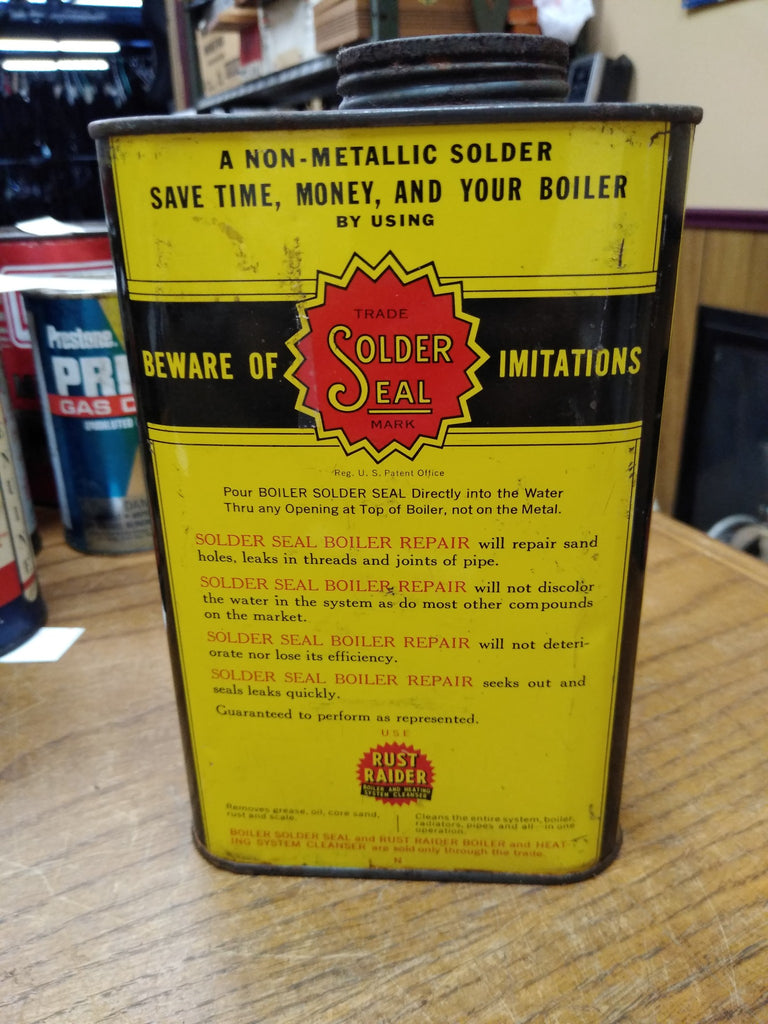 A NON-METALLIC SOLDER
SAVE TIME, MONEY, AND YOUR BOILER
BY USING
TRADE
BEWARE OF SOLDER SEAL IMITATIONS
MARK
Reg. U. S. Patent Office
Pour BOILER SOLDER SEAL Directly into the Water
Thru any Opening at Top of Boiler, not on the Metal.
SOLDER SEAL BOILER REPAIR will repair sand
holes, leaks in threads and joints of pipe.
SOLDER SEAL BOILER REPAIR will not discolor
the water in the system as do most other compounds
on the market.
SOLDER SEAL BOILER REPAIR will not deteri-
orate nor lose its efficiency.
SOLDER SEAL BOILER REPAIR seeks out and
seals leaks quickly.
Guaranteed to perform as represented.
USE
RUST
RAIDER
BOILER AND HEATING
SYSTEM CLEANSER
Removes grease, oil, core sand,
rust and scale.
Cleans the entire system, boiler,
radiators, pipes and all—in one
operation.
BOILER SOLDER SEAL and RUST RAIDER BOILER and HEAT
ING SYSTEM CLEANSER are sold only through the trade.
N
Prestone
PRI
GAS